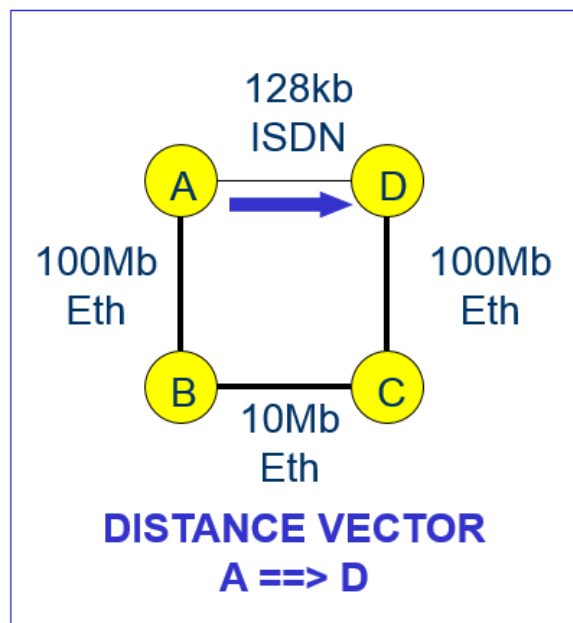 128kb
ISDN
A
D
100Mb
Eth
100Mb
Eth
B
C
10Mb
Eth
DISTANCE VECTOR
A ==> D